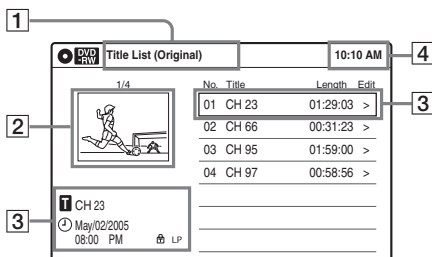 1
DVD -RW Title List (Original) 10:10 AM
4
1/4
No. Title Length Edit
01 CH 23 01:29:03 >
3
2
02 CH 66 00:31:23 >
03 CH 95 01:59:00 >
04 CH 97 00:58:56 >
3
T CH 23
May/02/2005
08:00 PM LP